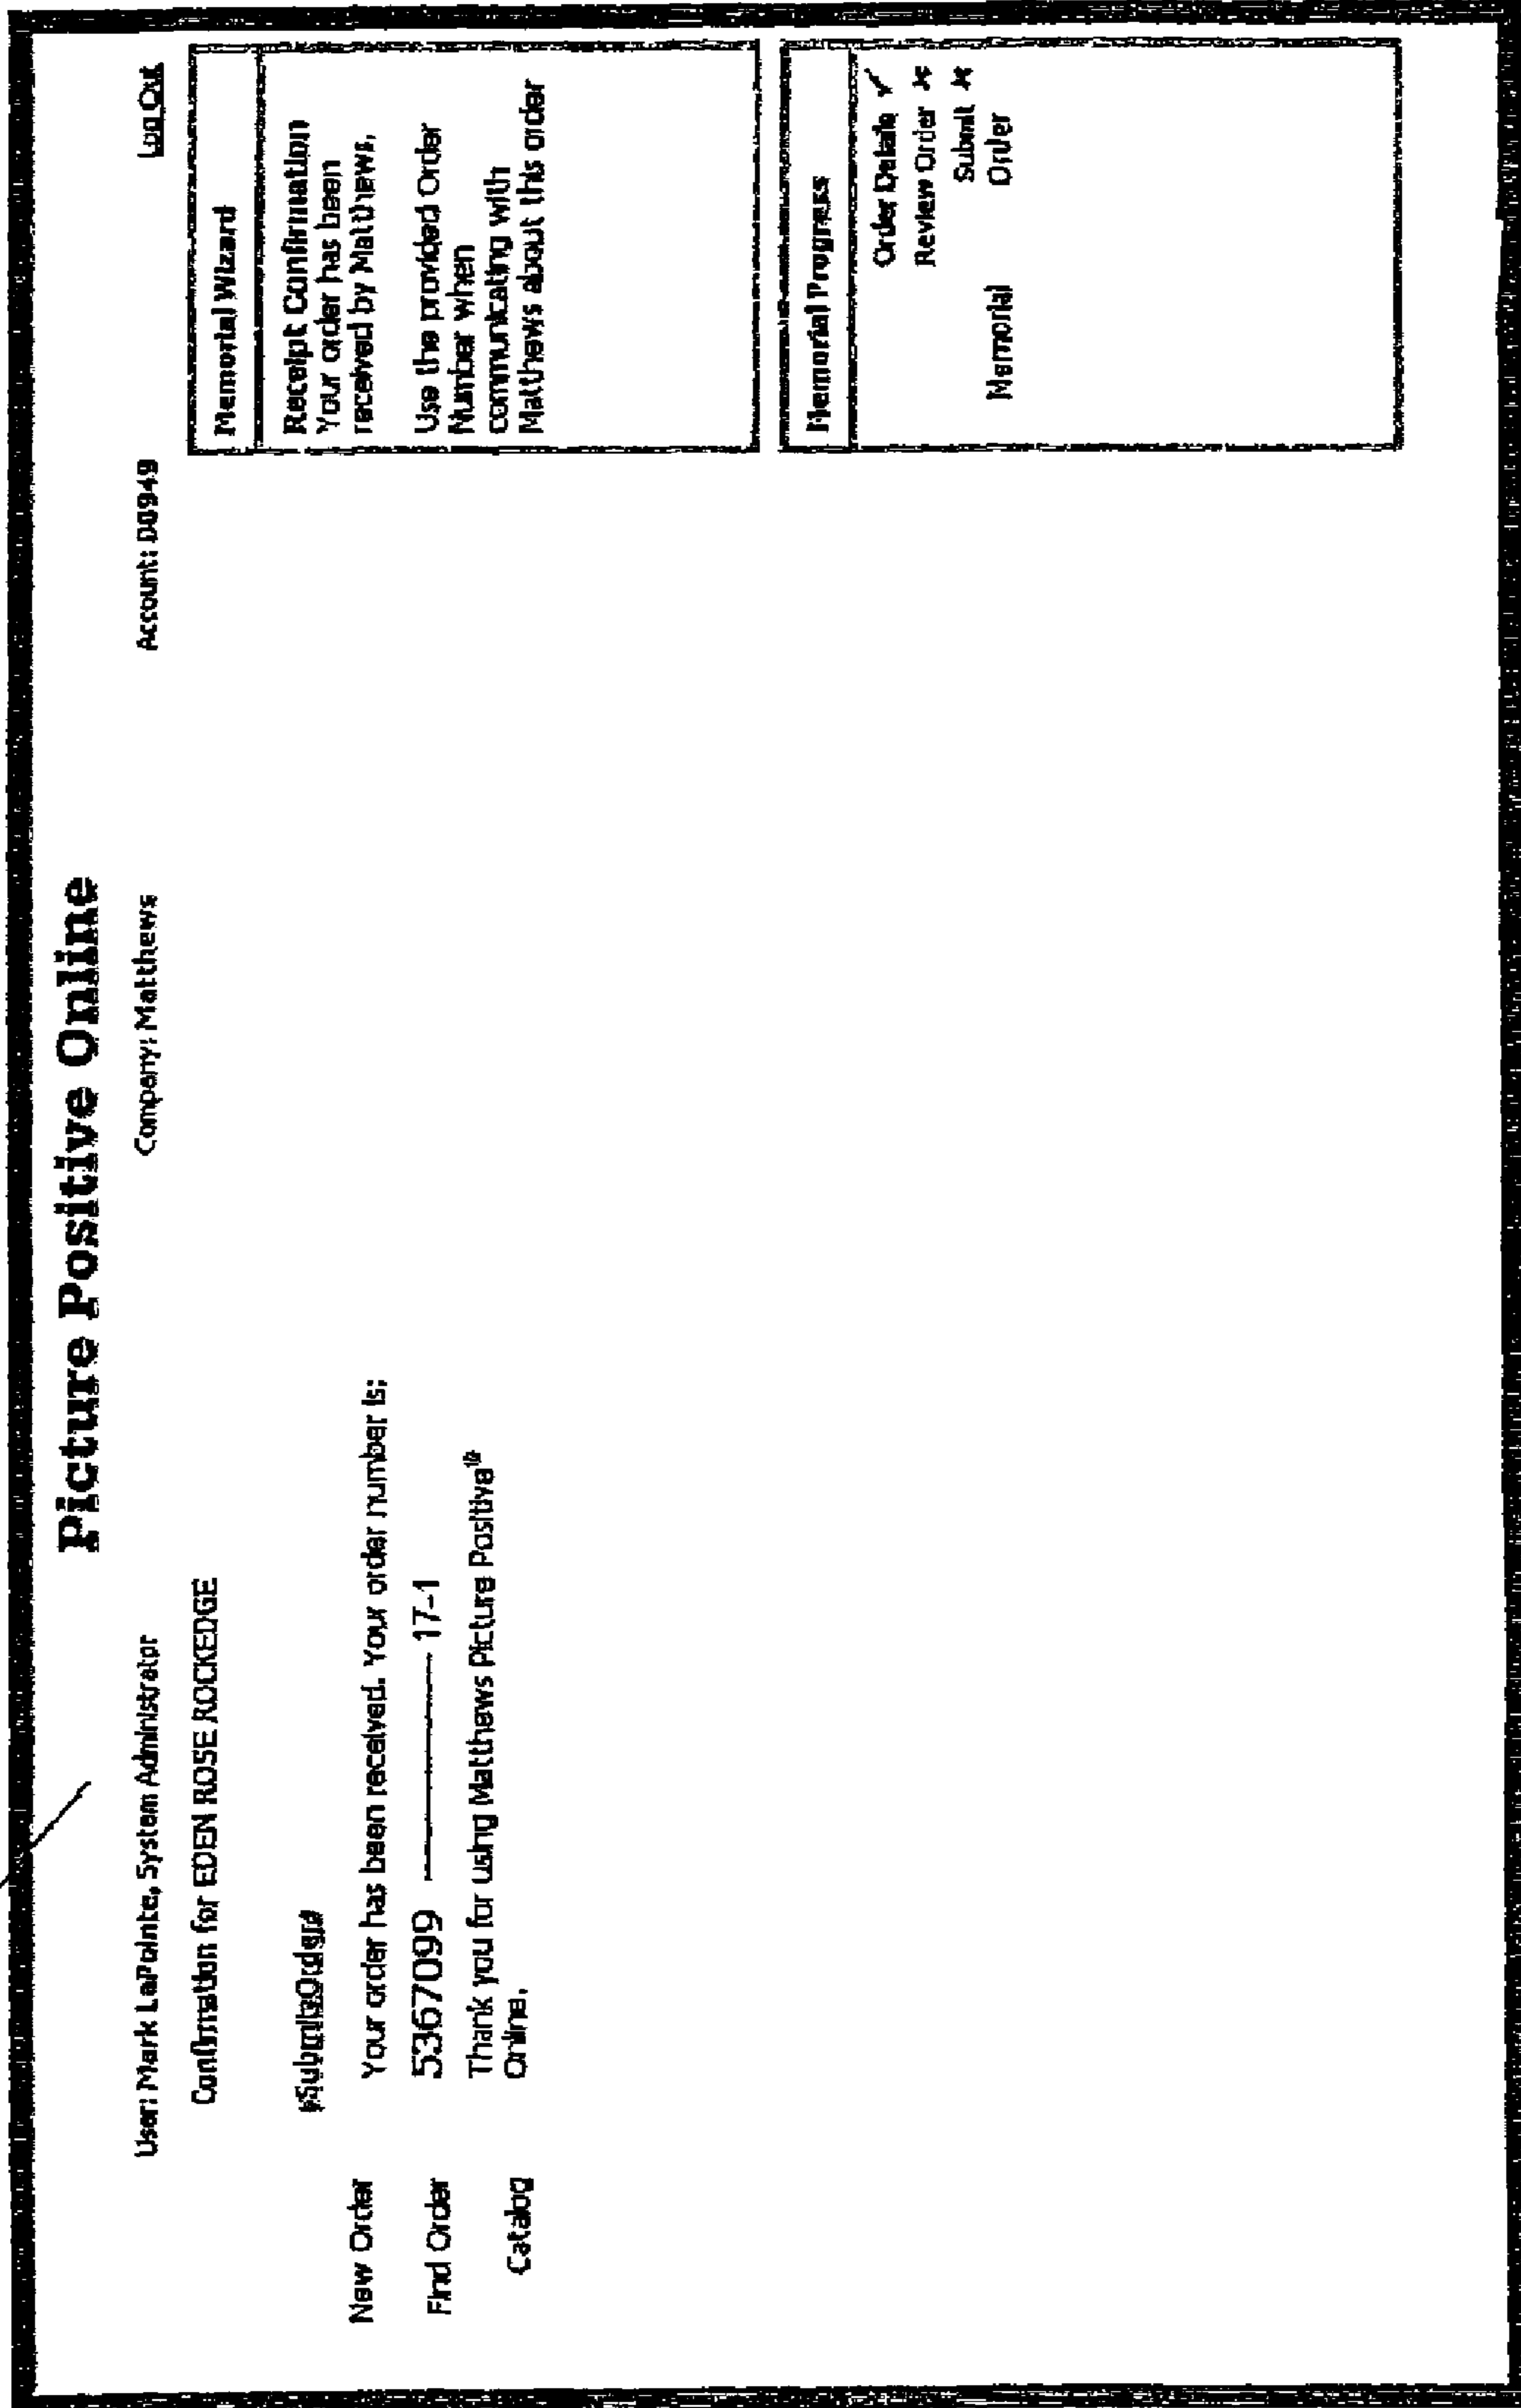 Picture Positive Online
User: Mark LaPointe, System Administrator Company: Matthews Account: D0949 Log Out
Confirmation for EDEN ROSE ROCKEDGE
New Order
Find Order
Catalog
Your order has been received. Your order number is:
5367099 17-1
Thank you for using Matthews Picture Positive®
Online.
Memorial Wizard
Receipt Confirmation
Your order has been
received by Matthews.
Use the provided Order
Number when
communicating with
Matthews about this order
Memorial Progress
Order Details ✓
Review Order ✗
Submit ✗
Memorial Order